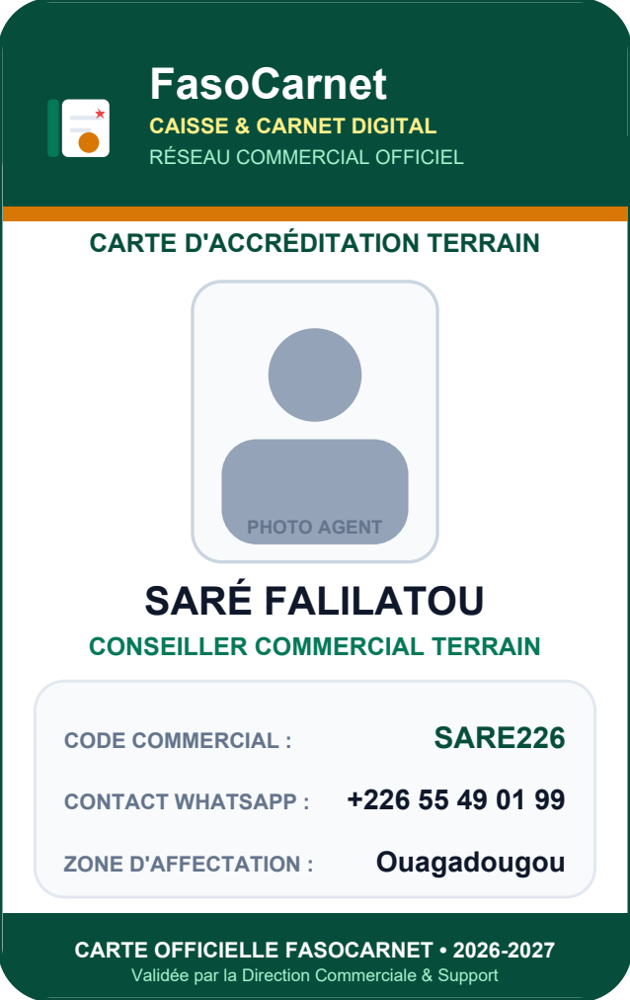 FasoCarnet
CAISSE & CARNET DIGITAL
RÉSEAU COMMERCIAL OFFICIEL
CARTE D'ACCRÉDITATION TERRAIN
PHOTO AGENT
SARÉ FALILATOU
CONSEILLER COMMERCIAL TERRAIN
CODE COMMERCIAL : SARE226
CONTACT WHATSAPP : +226 55 49 01 99
ZONE D'AFFECTATION : Ouagadougou
CARTE OFFICIELLE FASOCARNET • 2026-2027
Validée par la Direction Commerciale & Support